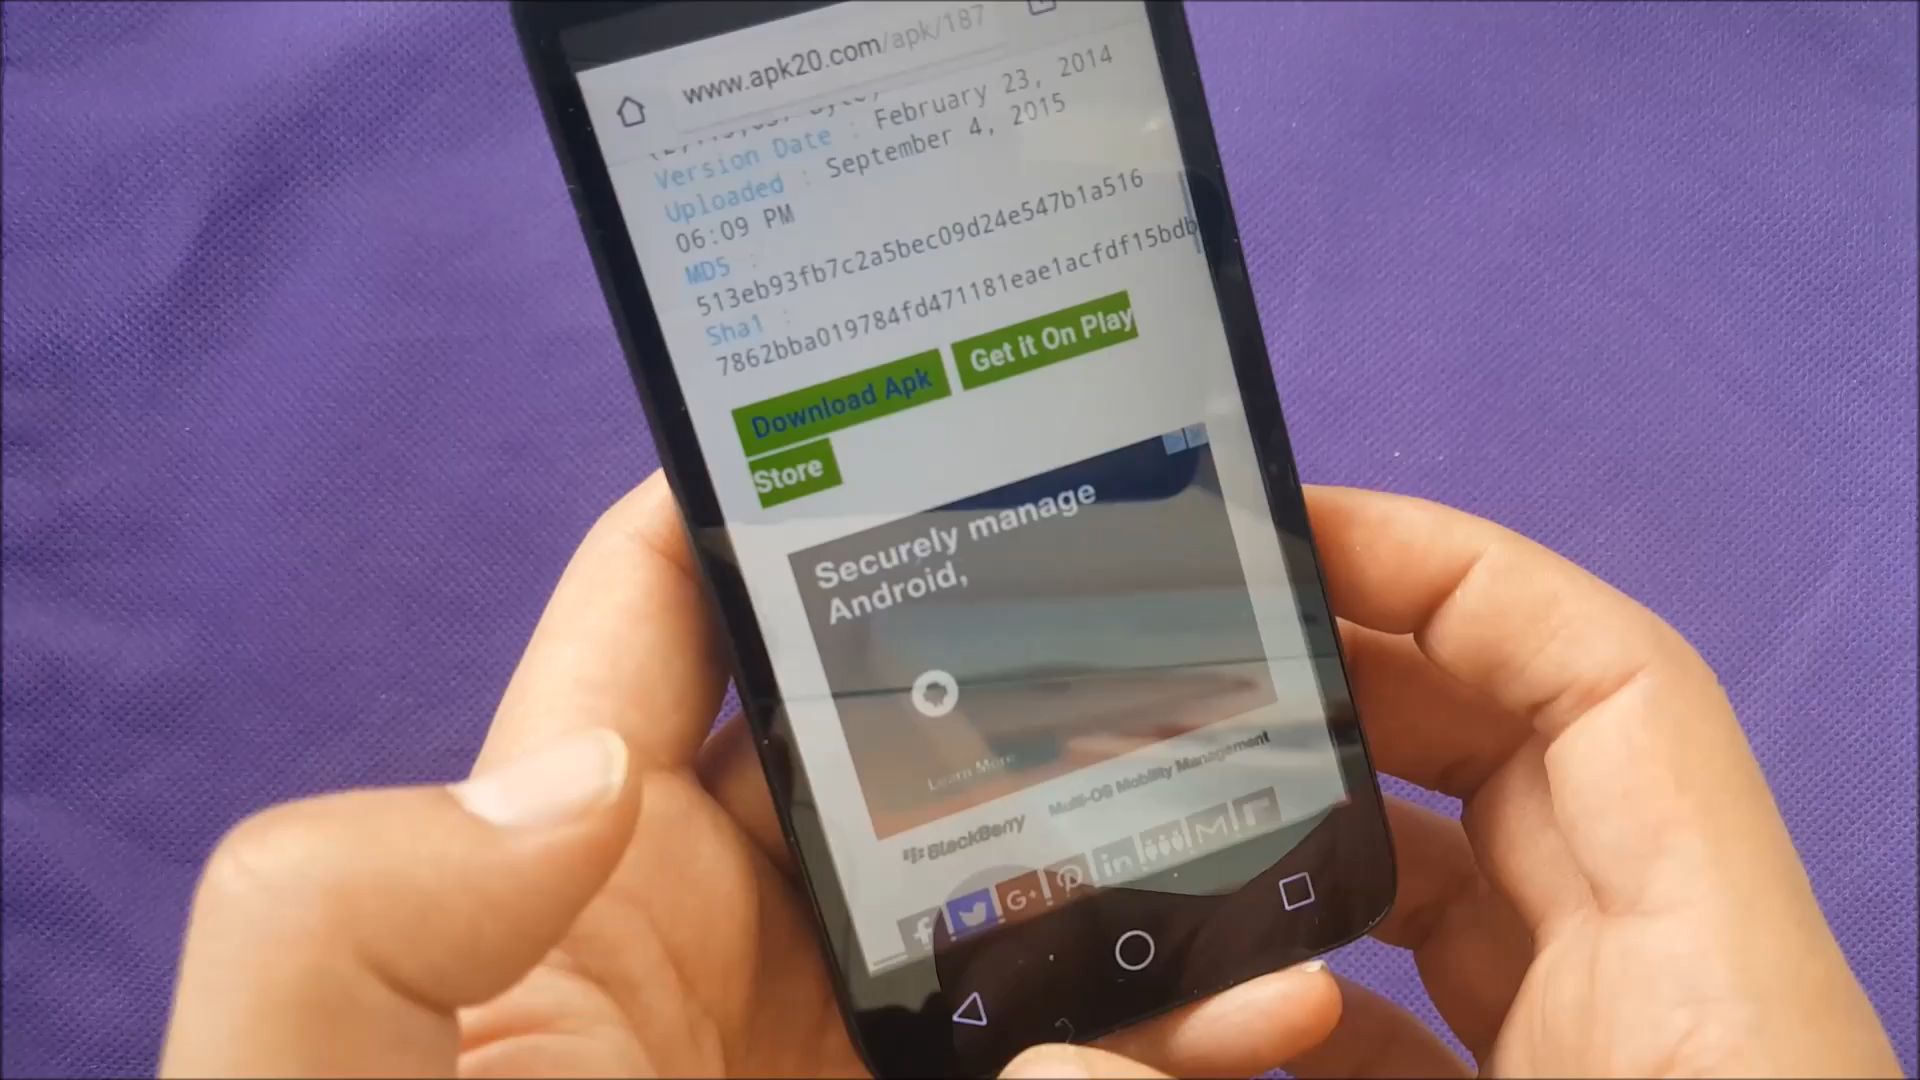 www.apk20.com/apk/187
Version Date : February 23, 2014
Uploaded : September 4, 2015
06:09 PM
MD5 :
513eb93fb7c2a5bec09d24e547b1a516
Sha1 :
7862bba019784fd471181eae1acfdf15bdb
Download Apk Get it On Play
Store
Securely manage
Android,
Learn More
BlackBerry Multi-OS Mobility Management